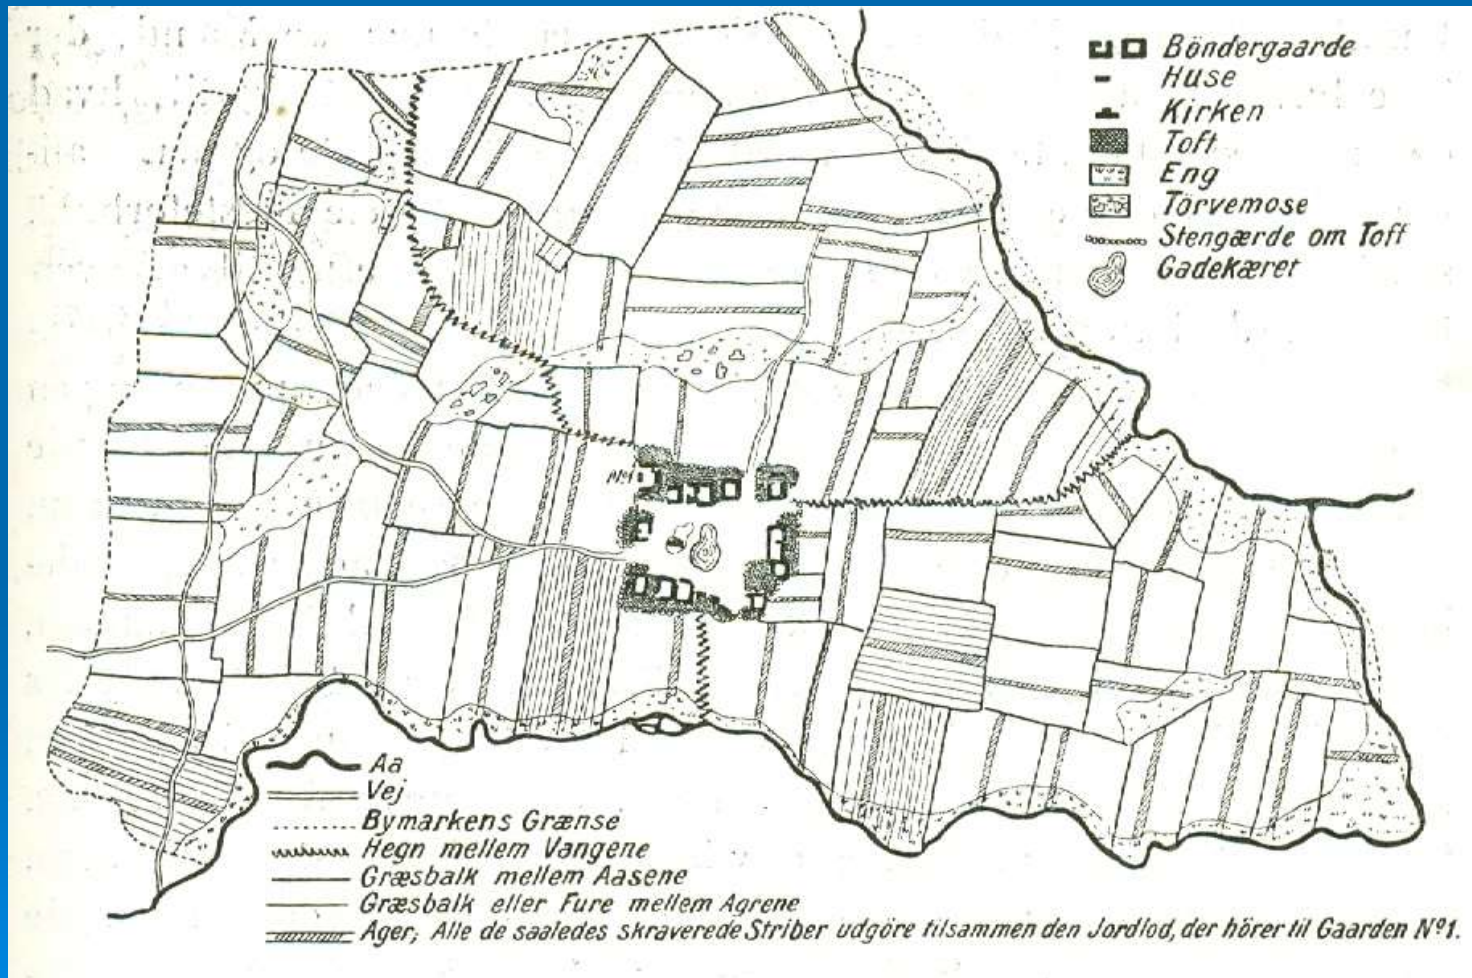 Böndergaarde
Huse
Kirken
Toft
Eng
Törvemose
Stengærde om Toft
Gadekæret
Nº1
Aa
Vej
Bymarkens Grænse
Hegn mellem Vangene
Græsbalk mellem Aasene
Græsbalk eller Fure mellem Agrene
Ager; Alle de saaledes skraverede Striber udgöre tilsammen den Jordlod, der hörer til Gaarden Nº1.